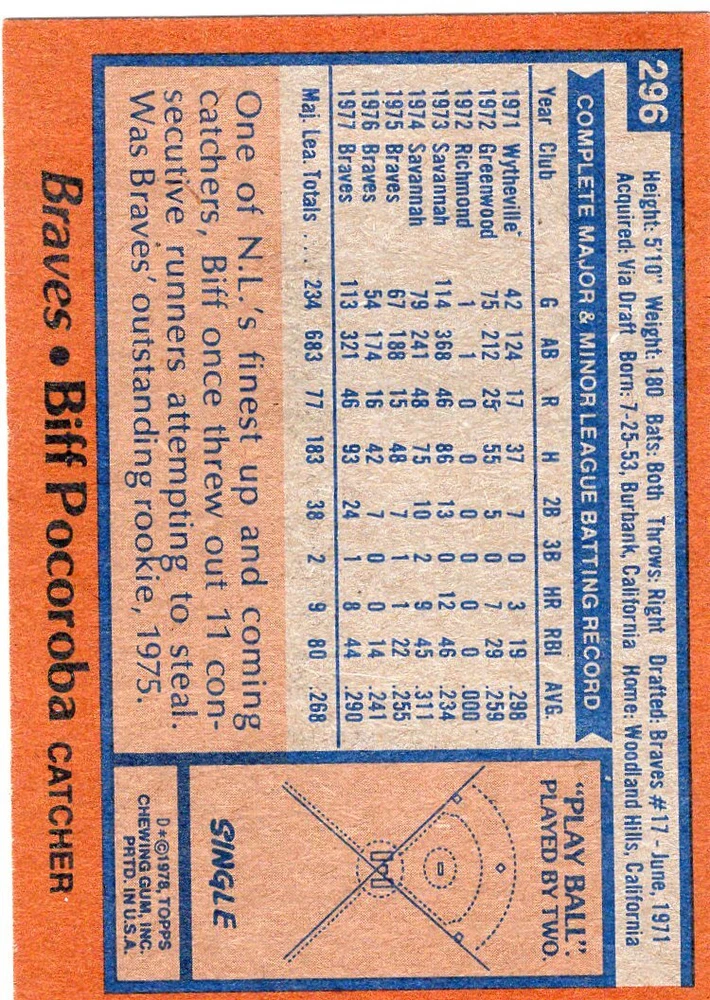 296
Height: 5'10" Weight: 180 Bats: Both Throws: Right Drafted: Braves #17 - June, 1971
Acquired: Via Draft Born: 7-25-53, Burbank, California Home: Woodland Hills, California
COMPLETE MAJOR & MINOR LEAGUE BATTING RECORD
Year Club G AB R H 2B 3B HR RBI AVG.
1971 Wytheville 42 124 17 37 7 0 3 19 .298
1972 Greenwood 75 212 25 55 5 0 7 29 .259
1972 Richmond 1 1 0 0 0 0 0 0 .000
1973 Savannah 114 368 46 86 13 0 12 46 .234
1974 Savannah 79 241 48 75 10 2 9 45 .311
1975 Braves 67 188 15 48 7 1 1 22 .255
1976 Braves 54 174 16 42 7 0 0 14 .241
1977 Braves 113 321 46 93 24 1 8 44 .290
Maj. Lea. Totals .... 234 683 77 183 38 2 9 80 .268
One of N.L.'s finest up and coming
catchers, Biff once threw out 11 con-
secutive runners attempting to steal.
Was Braves' outstanding rookie, 1975.
"PLAY BALL".
PLAYED BY TWO.
SINGLE
D*©1978, TOPPS
CHEWING GUM, INC.
PRTD. IN U.S.A.
Braves • Biff Pocoroba CATCHER